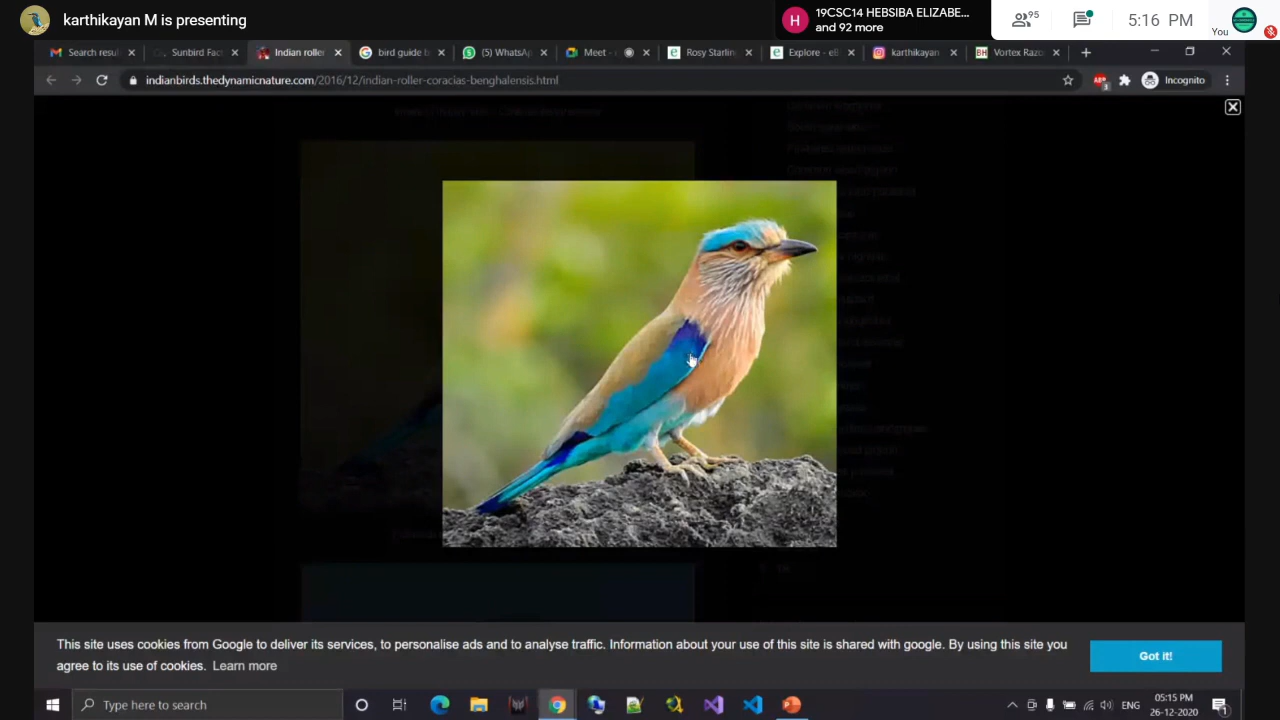 karthikayan M is presenting
H
19CSC14 HEBSIBA ELIZABE...
and 92 more
95
5:16 PM
You
Search resul
Sunbird Fac
Indian roller
bird guide b
(5) WhatsAp
Meet -
Rosy Starlin
Explore - eB
karthikayan
BH
Vortex Razo
indianbirds.thedynamicnature.com/2016/12/indian-roller-coracias-benghalensis.html
ABP
3
Incognito
This site uses cookies from Google to deliver its services, to personalise ads and to analyse traffic. Information about your use of this site is shared with google. By using this site you
agree to its use of cookies. Learn more
Got it!
Type here to search
ENG
05:15 PM
26-12-2020
1